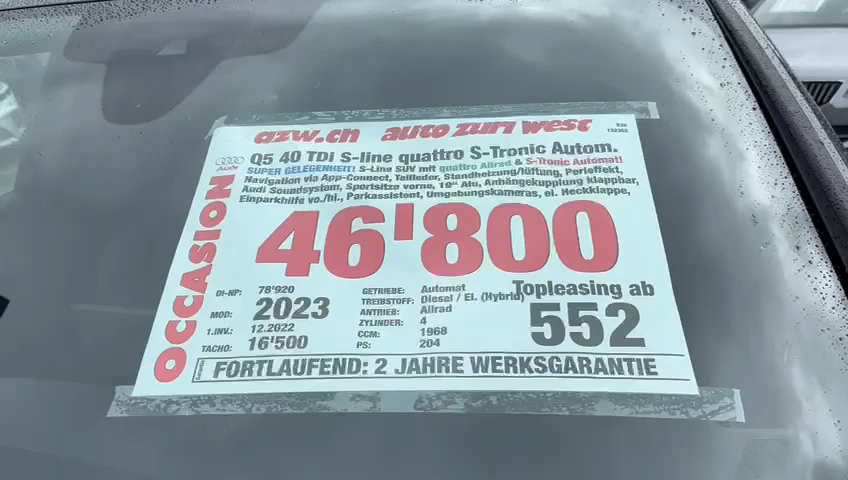 azw.ch auto züri west
Audi
Q5 40 TDi S-line quattro S-Tronic Autom.
SUPER GELEGENHEIT! S-Line SUV mit quattro Allrad & S-Tronic Automat!
Navigation via App-Connect, Teilleder, Standheizung/lüftung, Perleffekt,
Audi Soundsystem, Sportsitze vorne, 19" Alu, Anhängekupplung klappbar,
Einparkhilfe vo./hi., Parkassistent, Umgebungskameras, el. Heckklappe,
OCCASION
46'800
DI-NP: 78'920
MOD: 2023
1.INV.: 12.2022
TACHO: 16'500
GETRIEBE: Automat
TREIBSTOFF: Diesel / El. (Hybrid)
ANTRIEB: Allrad
ZYLINDER: 4
CCM: 1968
PS: 204
Topleasing ab
552
FORTLAUFEND: 2 JAHRE WERKSGARANTIE